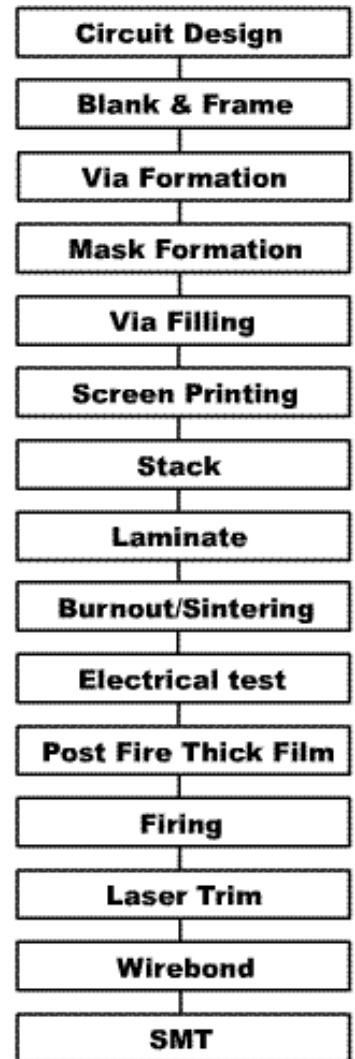 Circuit Design
Blank & Frame
Via Formation
Mask Formation
Via Filling
Screen Printing
Stack
Laminate
Burnout/Sintering
Electrical test
Post Fire Thick Film
Firing
Laser Trim
Wirebond
SMT